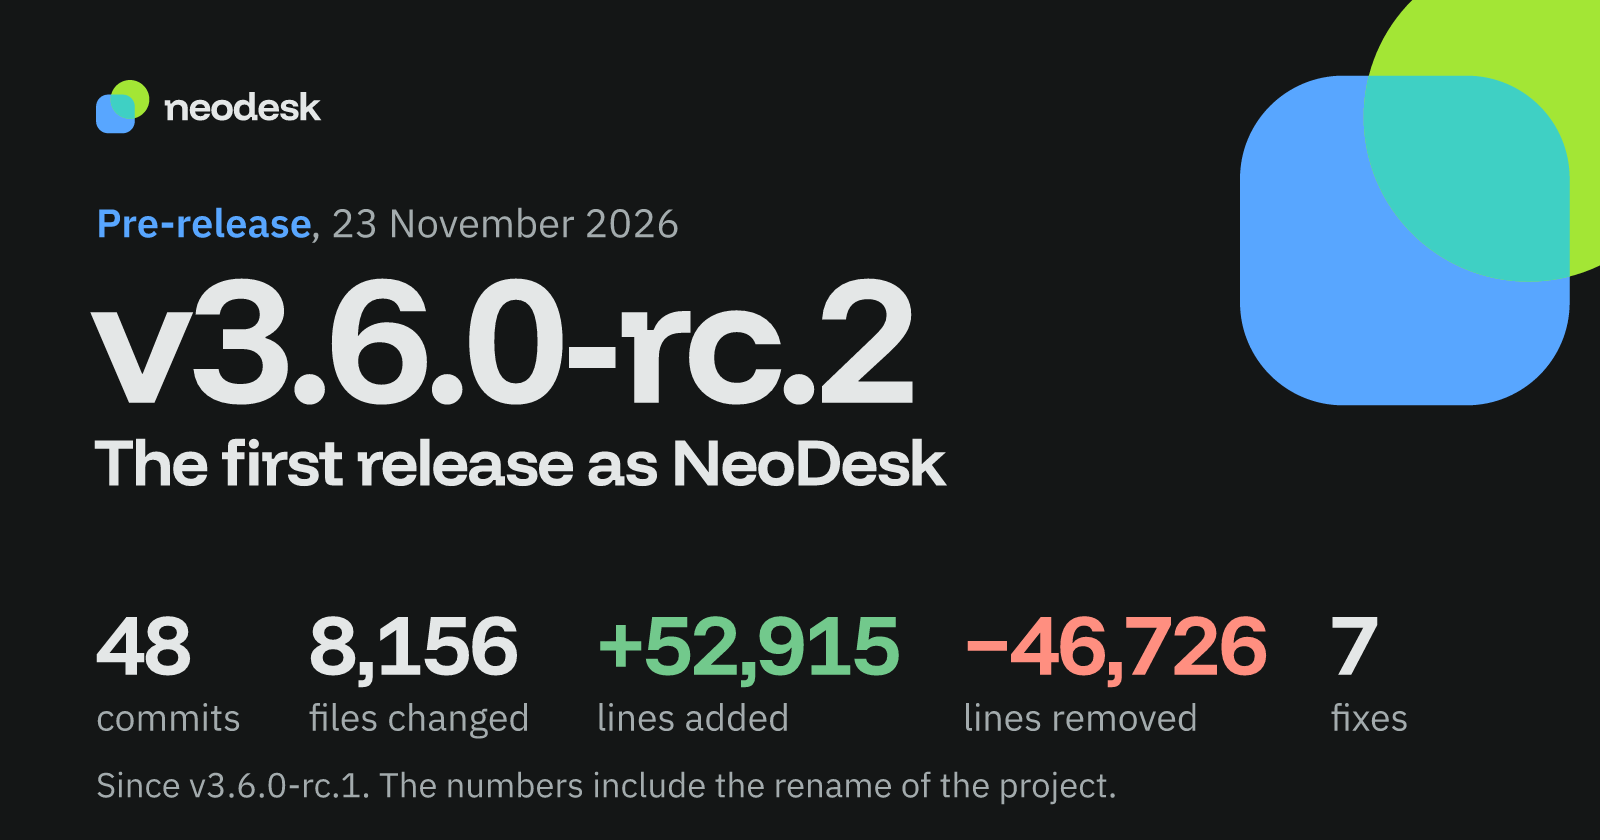 neodesk
Pre-release, 23 November 2026
v3.6.0-rc.2
The first release as NeoDesk
48
commits
8,156
files changed
+52,915
lines added
−46,726
lines removed
7
fixes
Since v3.6.0-rc.1. The numbers include the rename of the project.